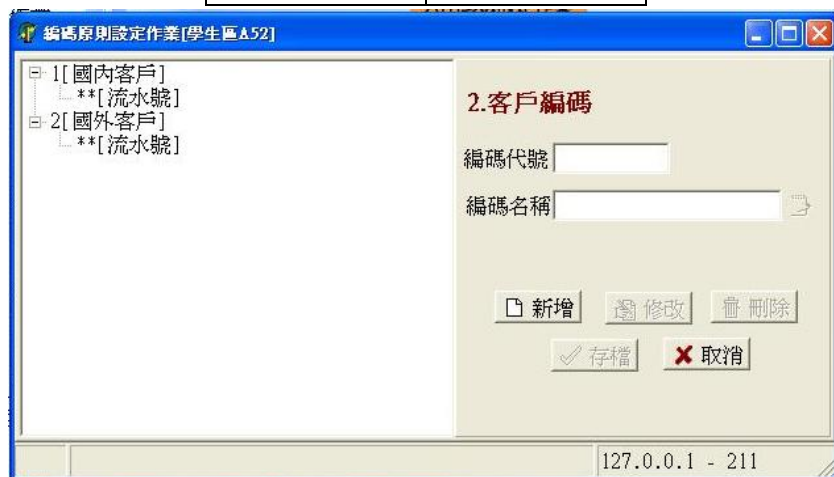 編碼原則設定作業[學生區A52]
1[國內客戶]
**[流水號]
2[國外客戶]
**[流水號]
2.客戶編碼
編碼代號
編碼名稱
新增
修改
刪除
存檔
取消
127.0.0.1 - 211